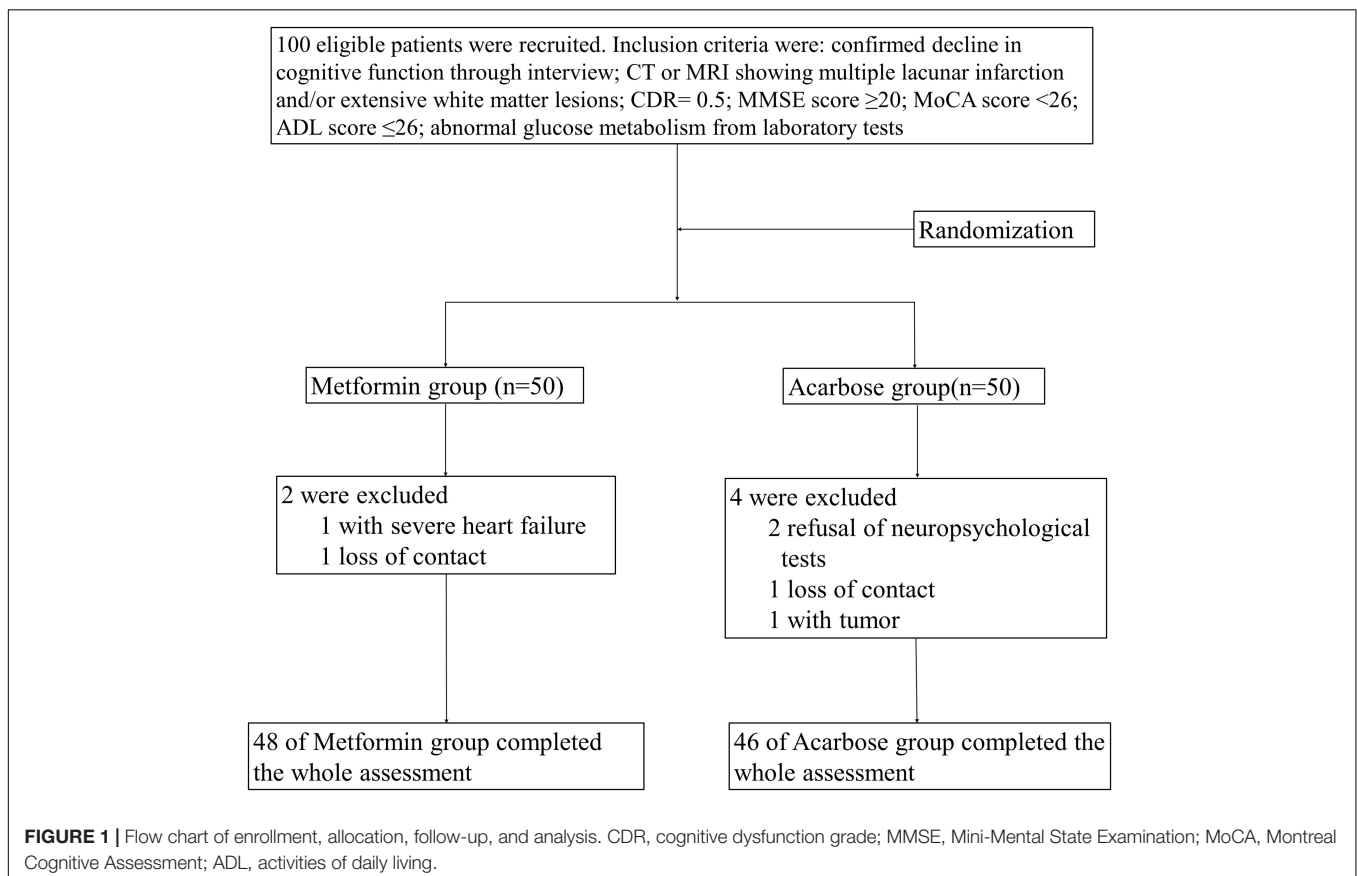 100 eligible patients were recruited. Inclusion criteria were: confirmed decline in
cognitive function through interview; CT or MRI showing multiple lacunar infarction
and/or extensive white matter lesions; CDR= 0.5; MMSE score ≥20; MoCA score <26;
ADL score ≤26; abnormal glucose metabolism from laboratory tests
Randomization
Metformin group (n=50)
Acarbose group(n=50)
2 were excluded
1 with severe heart failure
1 loss of contact
4 were excluded
2 refusal of neuropsychological
tests
1 loss of contact
1 with tumor
48 of Metformin group completed
the whole assessment
46 of Acarbose group completed the
whole assessment
FIGURE 1 | Flow chart of enrollment, allocation, follow-up, and analysis. CDR, cognitive dysfunction grade; MMSE, Mini-Mental State Examination; MoCA, Montreal
Cognitive Assessment; ADL, activities of daily living.